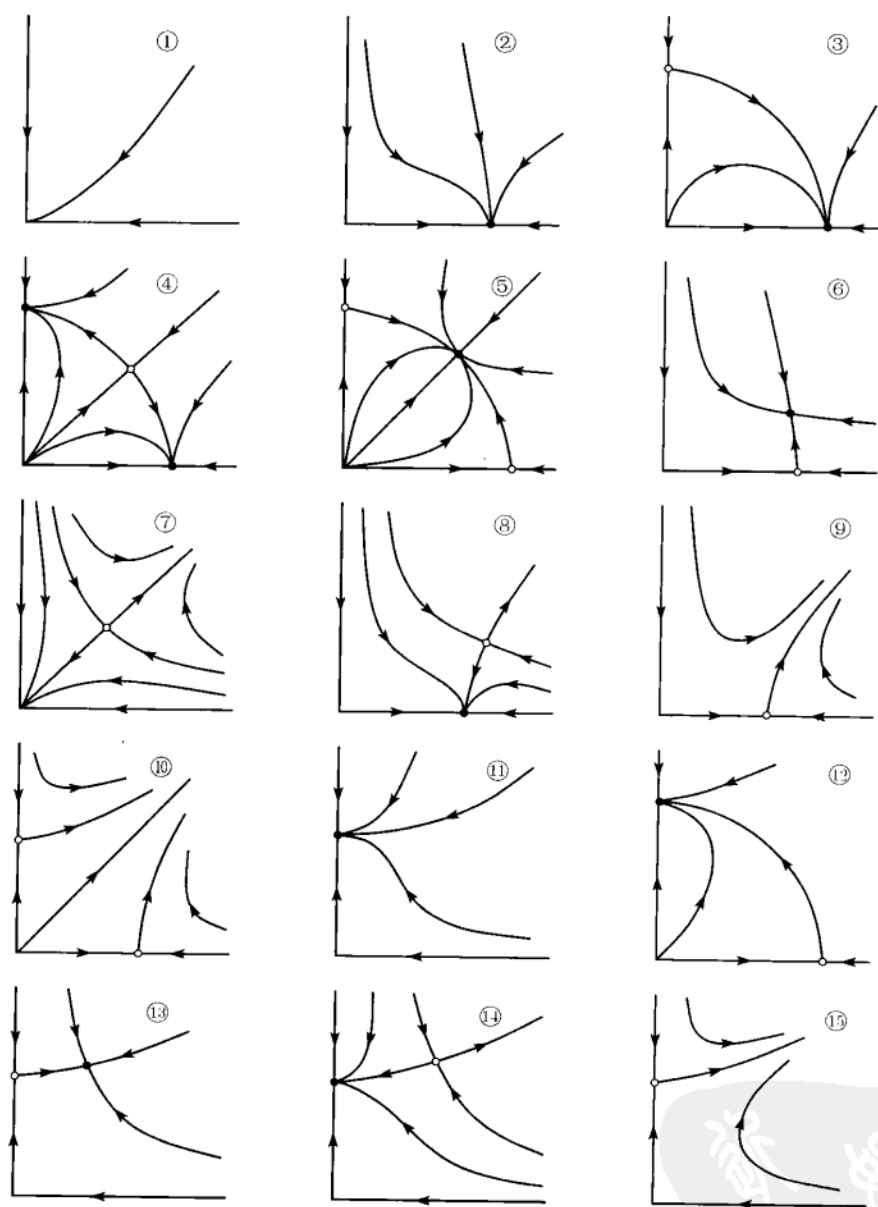 ① ② ③
④ ⑤ ⑥
⑦ ⑧ ⑨
⑩ ⑪ ⑫
⑬ ⑭ ⑮